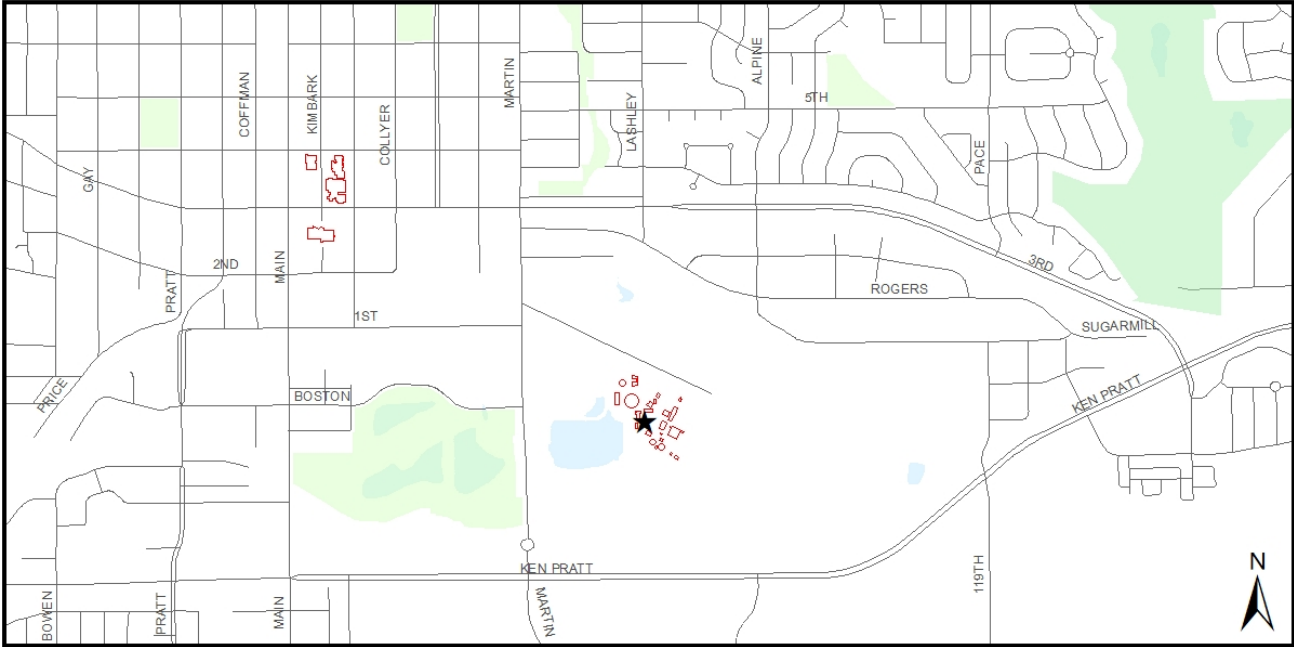 ALPINE
MARTIN
COFFMAN
KIMBARK
5TH
LASHLEY
COLLYER
PACE
GAY
2ND
MAIN
3RD
PRATT
ROGERS
1ST
SUGARMILL
PRICE
BOSTON
KEN PRATT
N
KEN PRATT
119TH
BOWEN
PRATT
MAIN
MARTIN